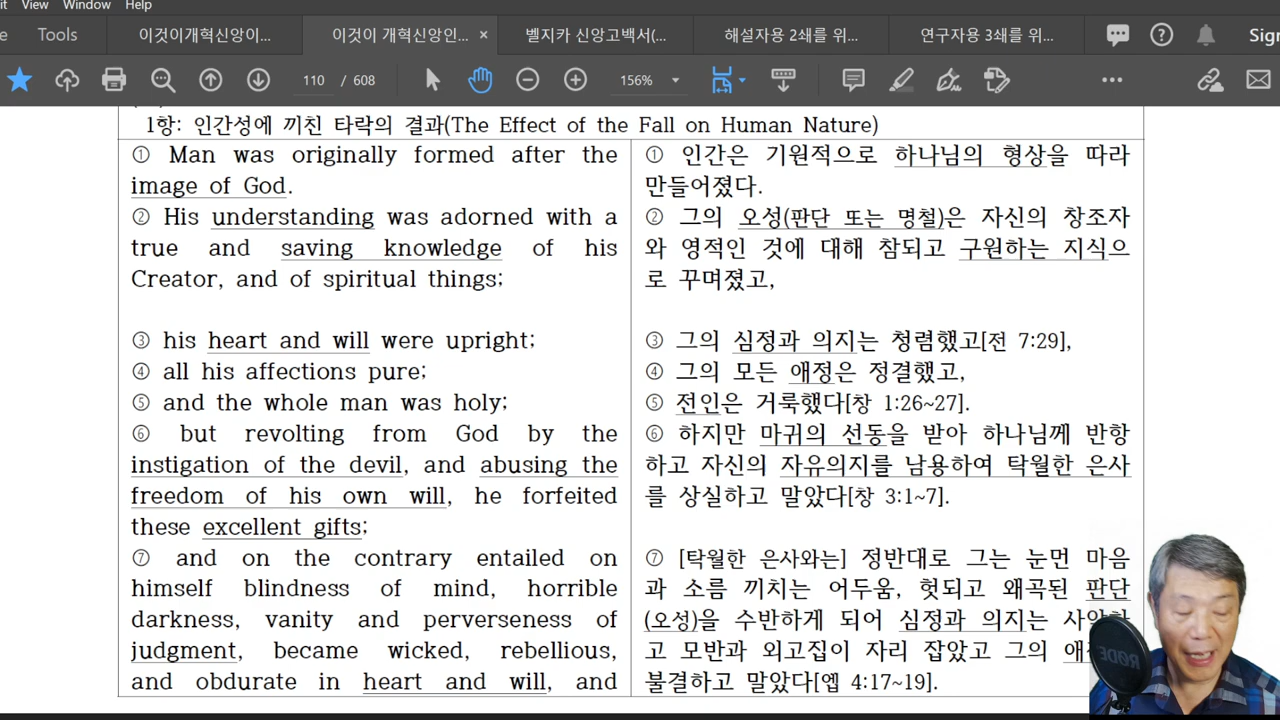 it View Window Help
e Tools 이것이개혁신앙이... 이것이 개혁신앙인... × 벨지카 신앙고백서(... 해설자용 2쇄를 위... 연구자용 3쇄를 위... Sign
110 / 608 156% ...
1항: 인간성에 끼친 타락의 결과(The Effect of the Fall on Human Nature)
① Man was originally formed after the
image of God.
② His understanding was adorned with a
true and saving knowledge of his
Creator, and of spiritual things;
③ his heart and will were upright;
④ all his affections pure;
⑤ and the whole man was holy;
⑥ but revolting from God by the
instigation of the devil, and abusing the
freedom of his own will, he forfeited
these excellent gifts;
⑦ and on the contrary entailed on
himself blindness of mind, horrible
darkness, vanity and perverseness of
judgment, became wicked, rebellious,
and obdurate in heart and will, and
① 인간은 기원적으로 하나님의 형상을 따라
만들어졌다.
② 그의 오성(판단 또는 명철)은 자신의 창조자
와 영적인 것에 대해 참되고 구원하는 지식으
로 꾸며졌고,
③ 그의 심정과 의지는 청렴했고[전 7:29],
④ 그의 모든 애정은 정결했고,
⑤ 전인은 거룩했다[창 1:26~27].
⑥ 하지만 마귀의 선동을 받아 하나님께 반항
하고 자신의 자유의지를 남용하여 탁월한 은사
를 상실하고 말았다[창 3:1~7].
⑦ [탁월한 은사와는] 정반대로 그는 눈먼 마음
과 소름 끼치는 어두움, 헛되고 왜곡된 판단
(오성)을 수반하게 되어 심정과 의지는
고 모반과 외고집이 자리 잡았고 그의
불결하고 말았다[엡 4:17~19].
RØDE